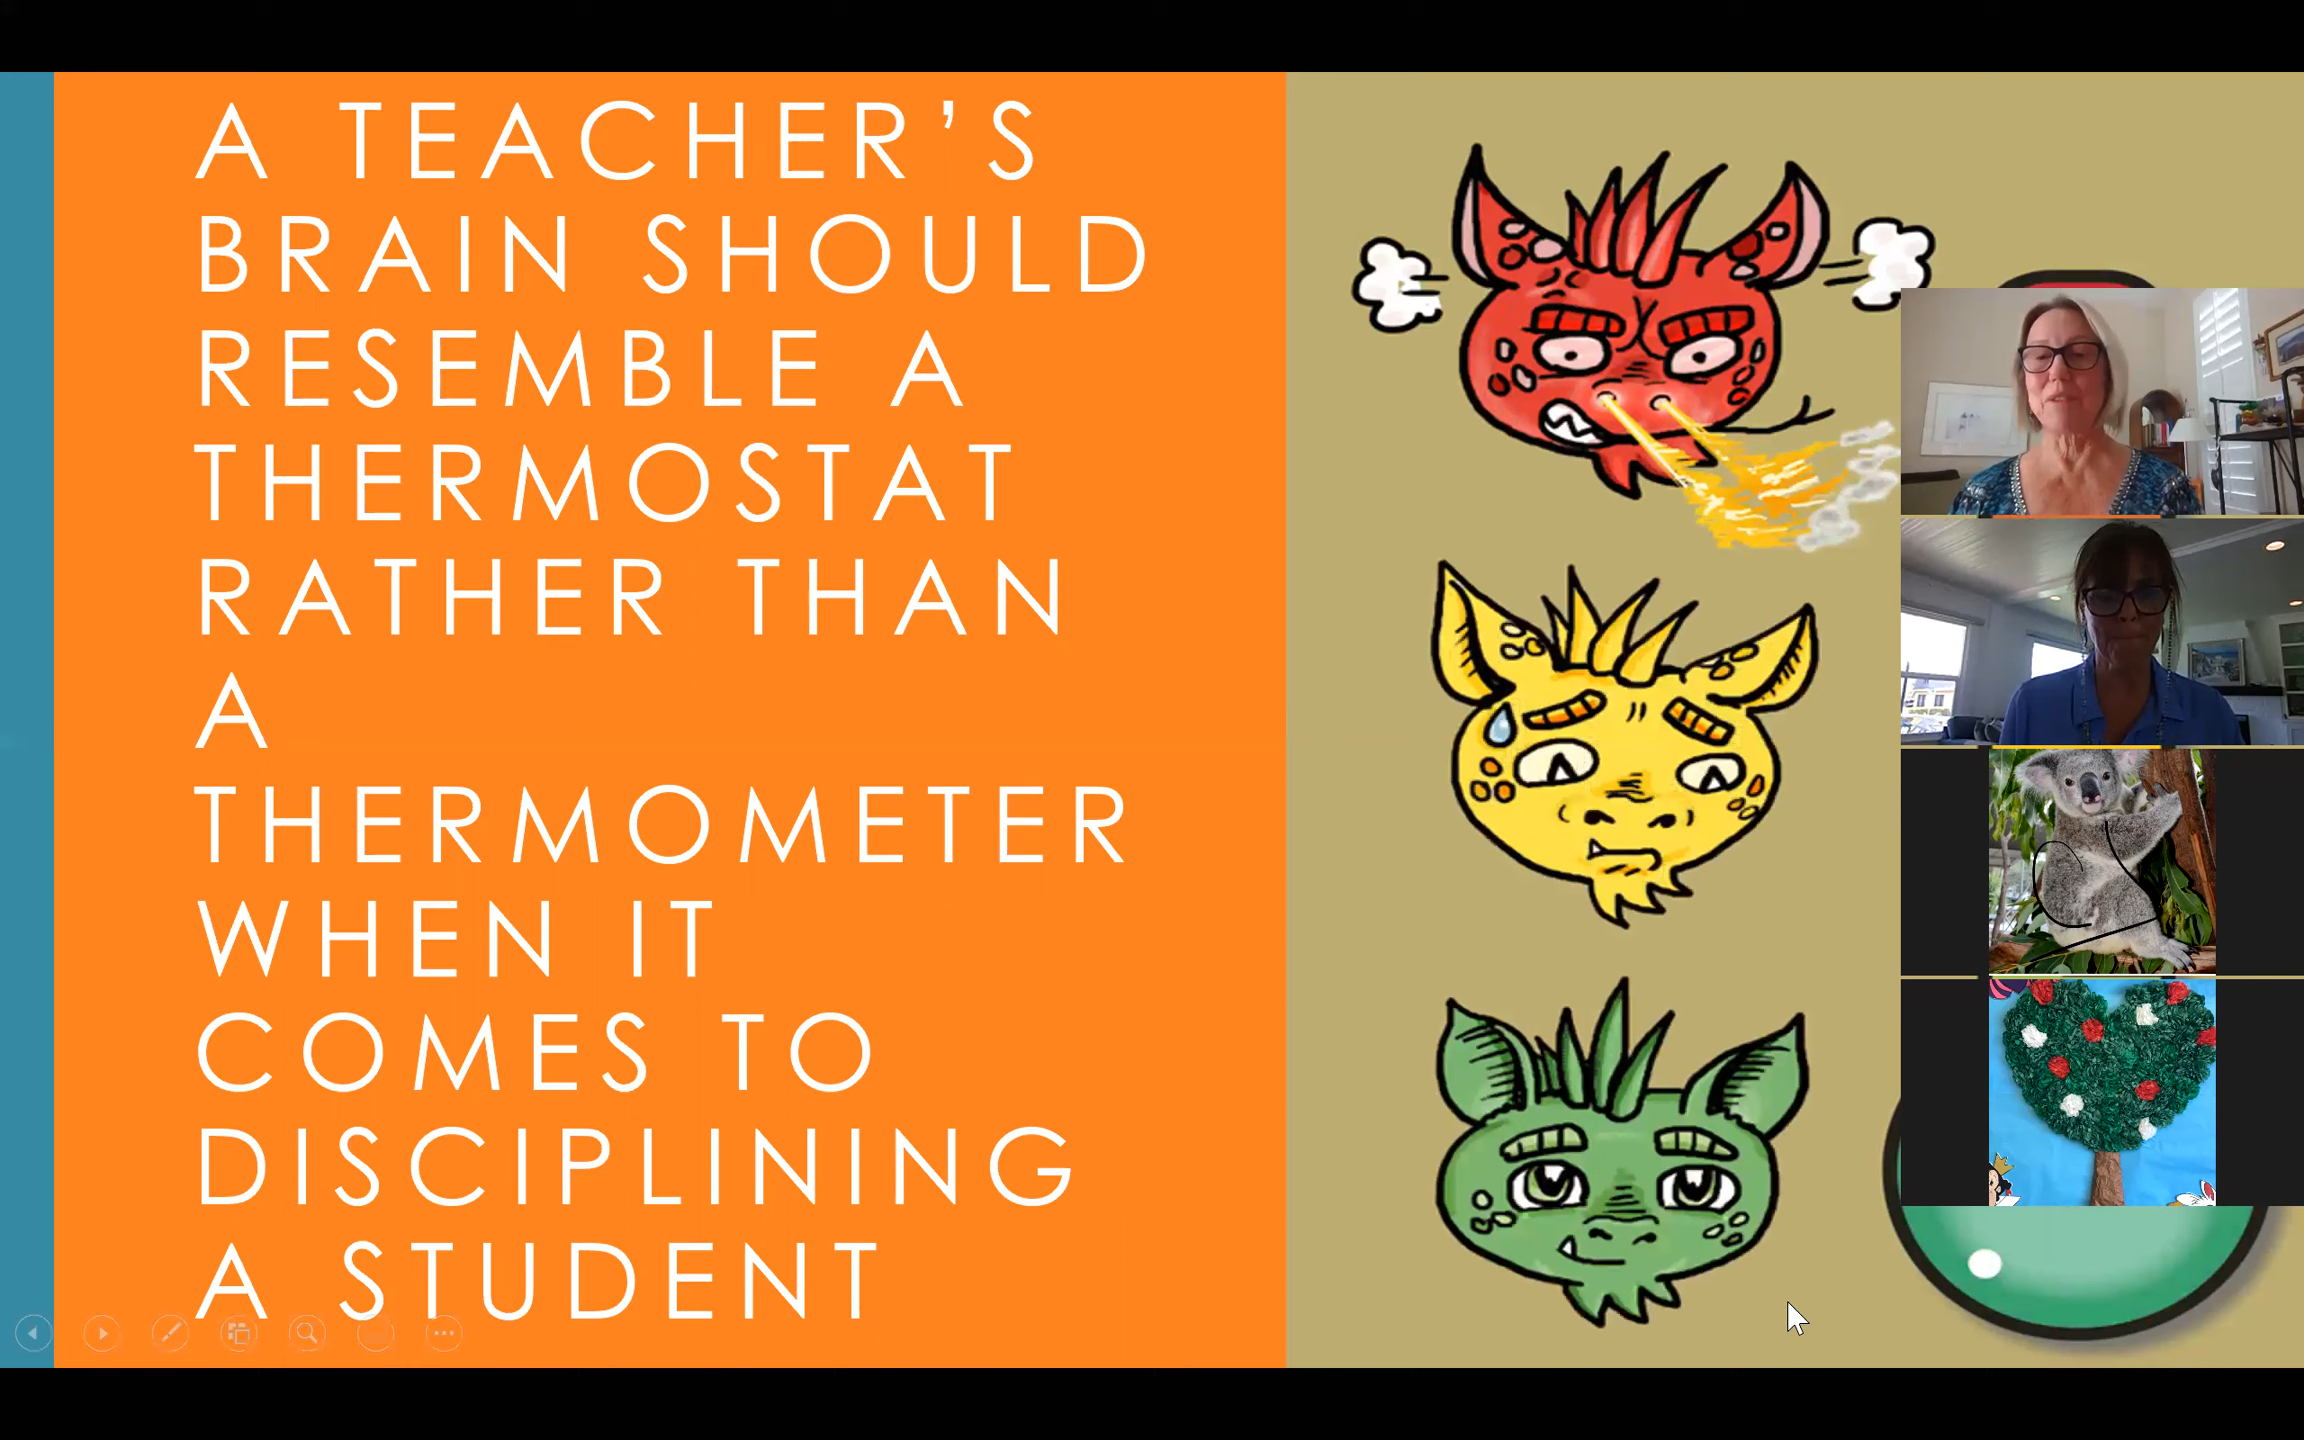 A TEACHER’S
BRAIN SHOULD
RESEMBLE A
THERMOSTAT
RATHER THAN
A
THERMOMETER
WHEN IT
COMES TO
DISCIPLINING
A STUDENT